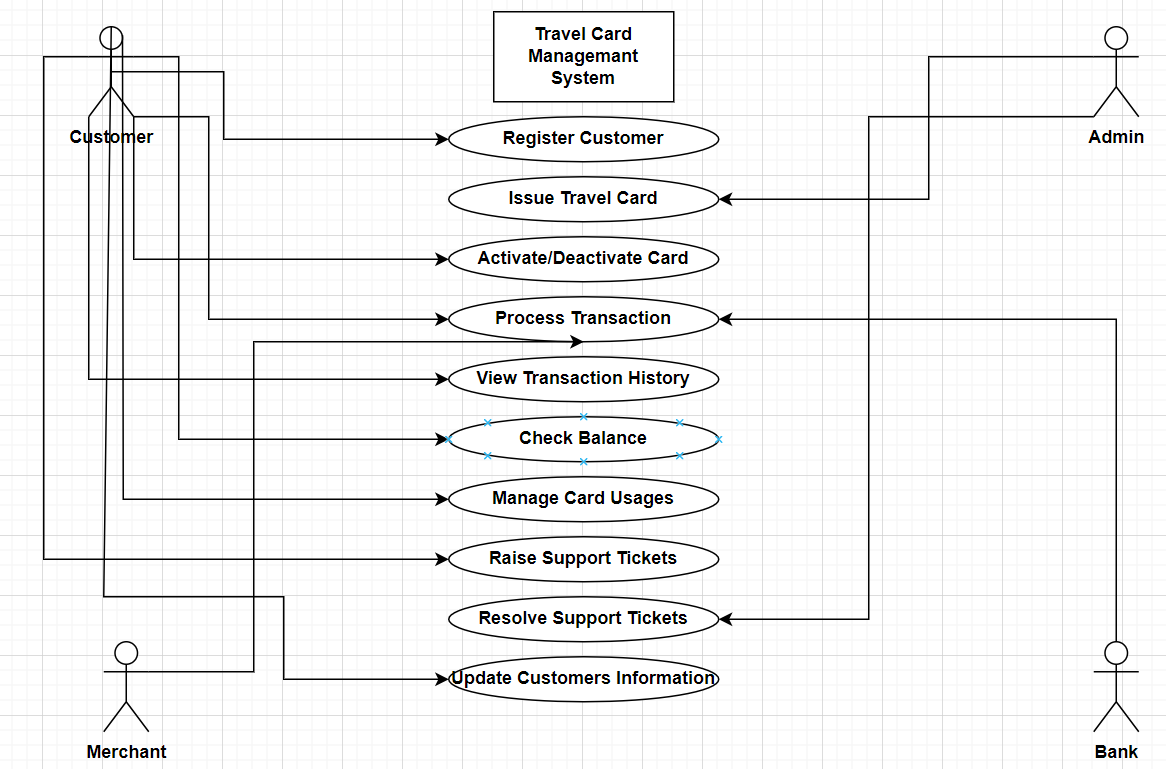 Travel Card
Managemant
System
Customer
Admin
Register Customer
Issue Travel Card
Activate/Deactivate Card
Process Transaction
View Transaction History
Check Balance
Manage Card Usages
Raise Support Tickets
Resolve Support Tickets
Update Customers Information
Merchant
Bank